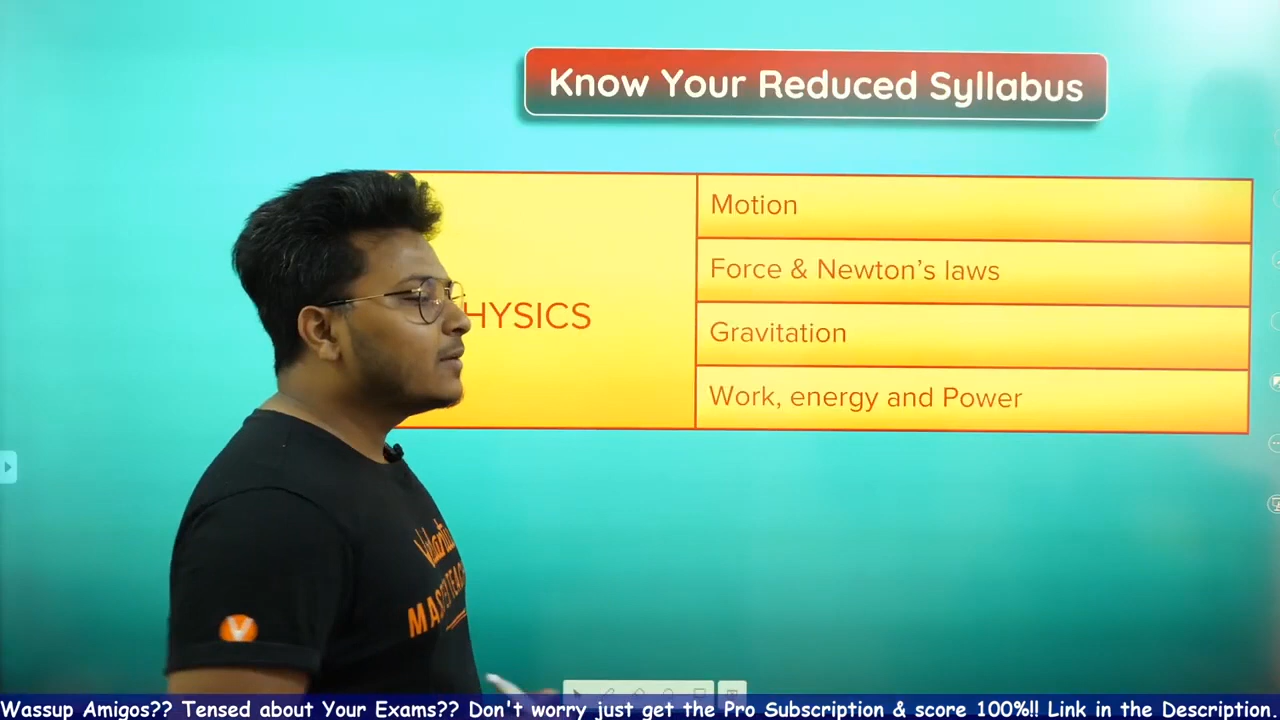 Know Your Reduced Syllabus
HYSICS
Motion
Force & Newton’s laws
Gravitation
Work, energy and Power
V
Wassup Amigos?? Tensed about Your Exams?? Don't worry just get the Pro Subscription & score 100%!! Link in the Description.